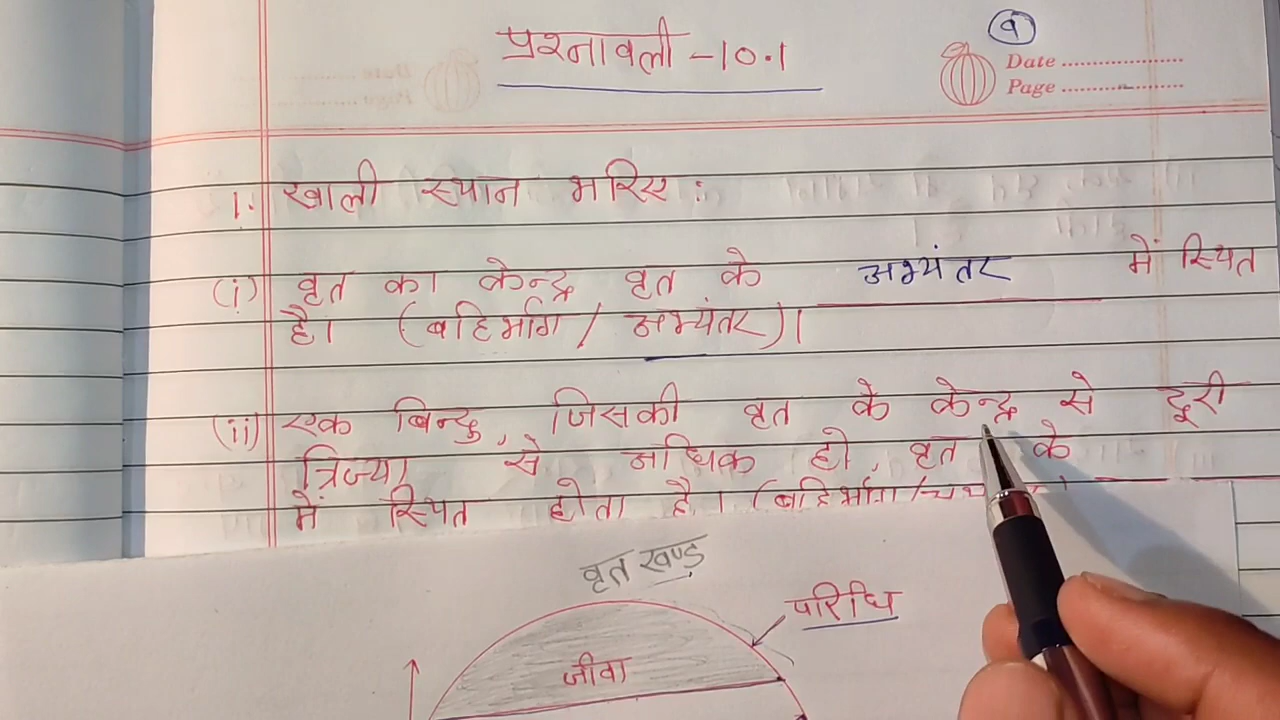 ९
प्रश्नावली - 10.1
Date ....................
Page ....................
1. खाली स्थान भरिए :
(i) वृत का केन्द्र वृत के अभ्यंतर में स्थित
है। (बहिर्भाग / अभ्यंतर)।
(ii) एक बिन्दु, जिसकी वृत के केन्द्र से दूरी
त्रिज्या से अधिक हो, वृत के
में स्थित होता है। (बहिर्भाग /
वृत खण्ड
परिधि
जीवा